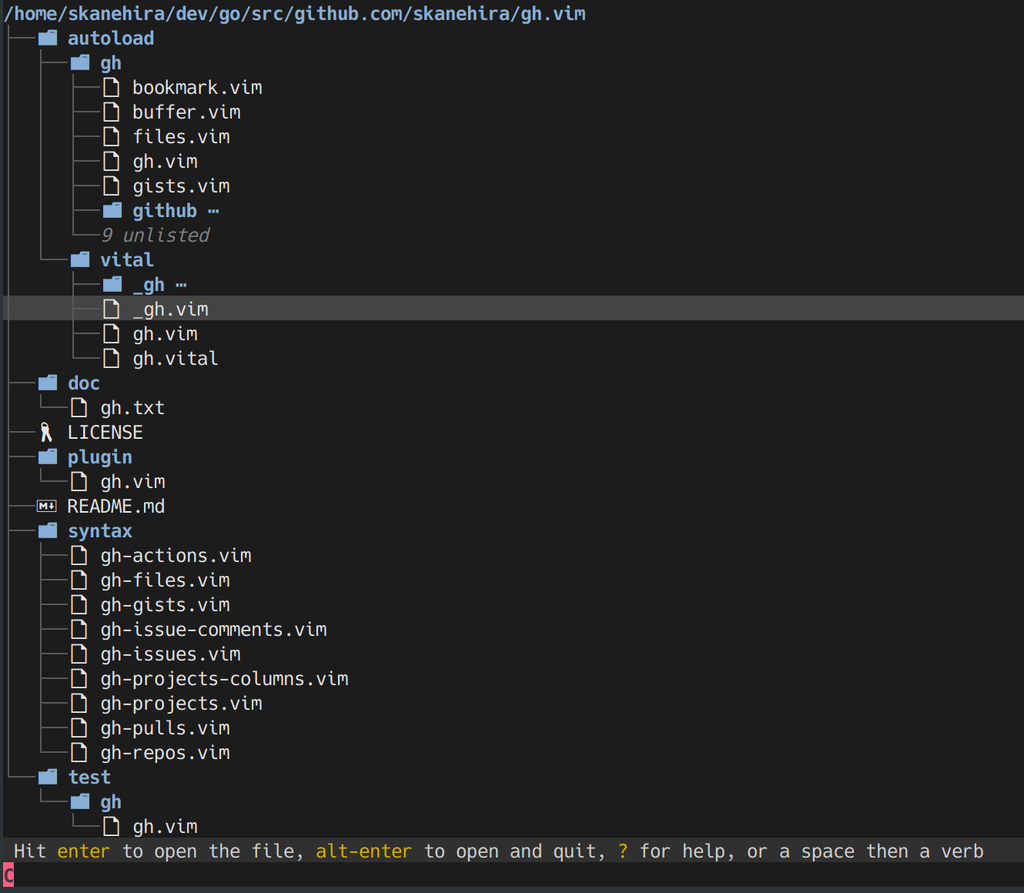 /home/skanehira/dev/go/src/github.com/skanehira/gh.vim
autoload
gh
bookmark.vim
buffer.vim
files.vim
gh.vim
gists.vim
github …
9 unlisted
vital
_gh …
_gh.vim
gh.vim
gh.vital
doc
gh.txt
LICENSE
plugin
gh.vim
README.md
syntax
gh-actions.vim
gh-files.vim
gh-gists.vim
gh-issue-comments.vim
gh-issues.vim
gh-projects-columns.vim
gh-projects.vim
gh-pulls.vim
gh-repos.vim
test
gh
gh.vim
Hit enter to open the file, alt-enter to open and quit, ? for help, or a space then a verb
C